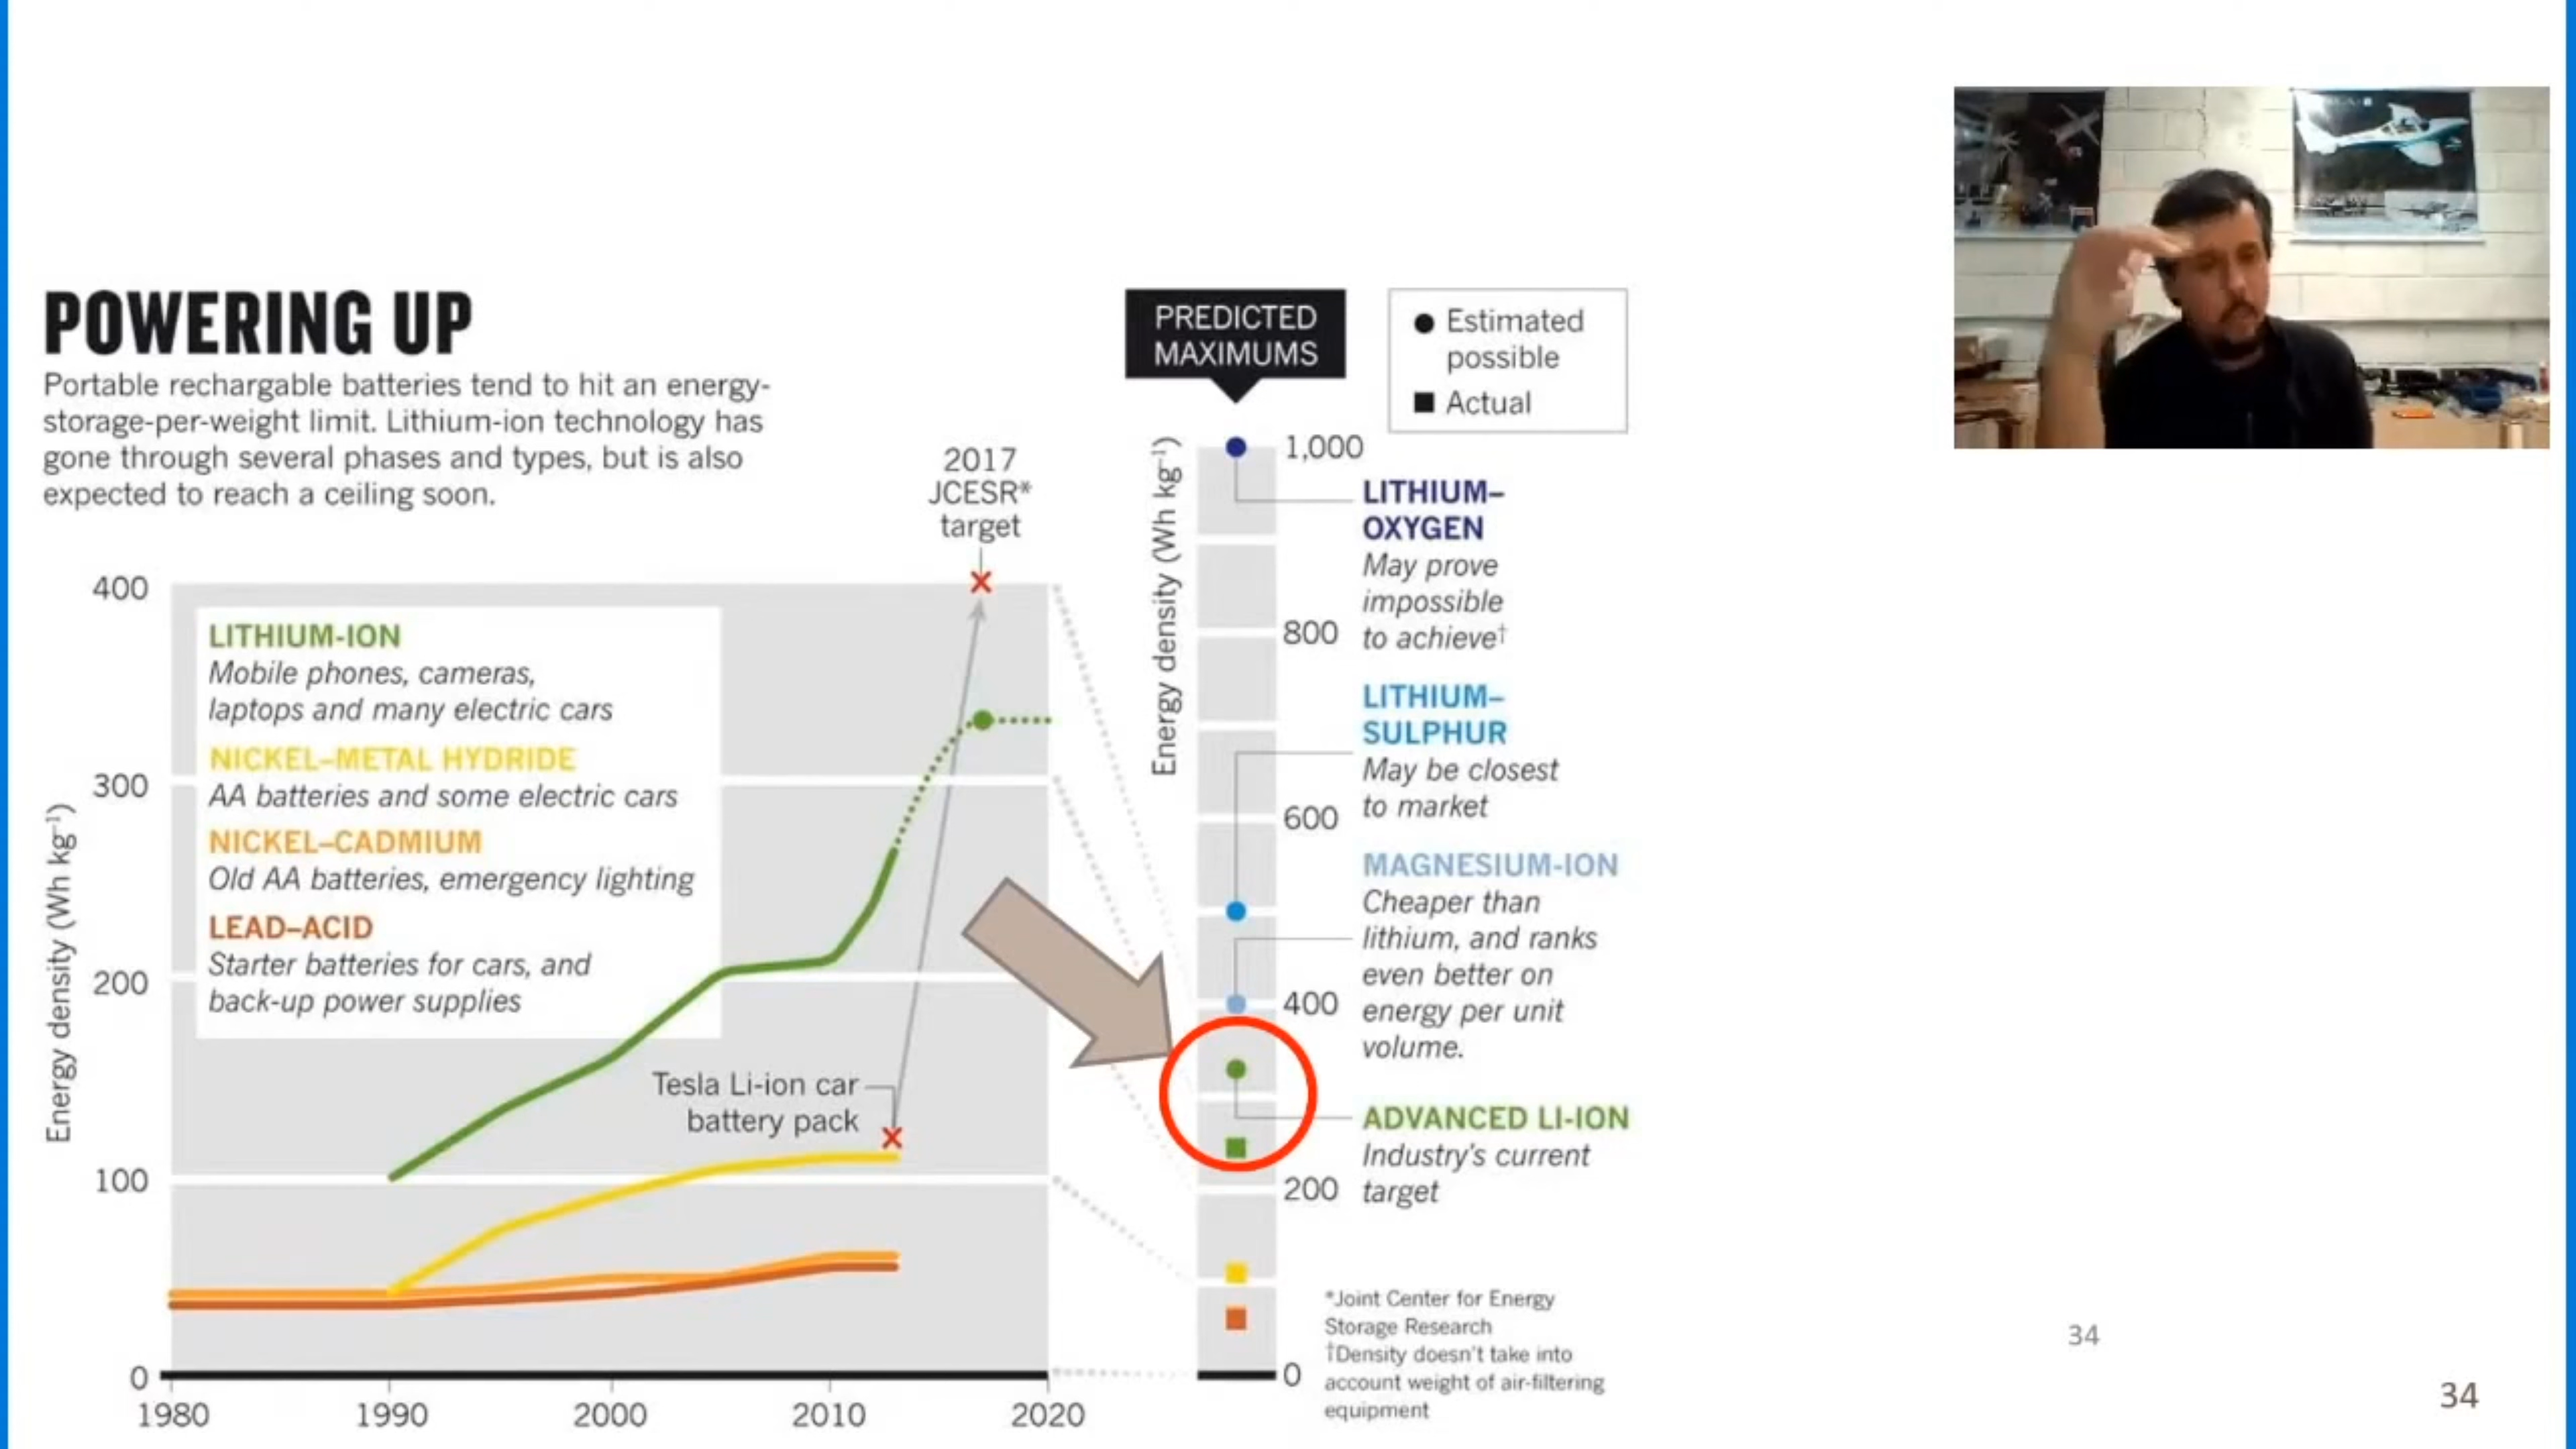 POWERING UP
Portable rechargable batteries tend to hit an energy-
storage-per-weight limit. Lithium-ion technology has
gone through several phases and types, but is also
expected to reach a ceiling soon.
2017
JCESR*
target
Energy density (Wh kg⁻¹)
400
300
200
100
0
LITHIUM-ION
Mobile phones, cameras,
laptops and many electric cars
NICKEL–METAL HYDRIDE
AA batteries and some electric cars
NICKEL–CADMIUM
Old AA batteries, emergency lighting
LEAD–ACID
Starter batteries for cars, and
back-up power supplies
Tesla Li-ion car
battery pack
1980
1990
2000
2010
2020
PREDICTED
MAXIMUMS
Estimated
possible
Actual
Energy density (Wh kg⁻¹)
1,000
800
600
400
200
0
LITHIUM–
OXYGEN
May prove
impossible
to achieve†
LITHIUM–
SULPHUR
May be closest
to market
MAGNESIUM-ION
Cheaper than
lithium, and ranks
even better on
energy per unit
volume.
ADVANCED LI-ION
Industry's current
target
*Joint Center for Energy
Storage Research
†Density doesn't take into
account weight of air-filtering
equipment
34
34